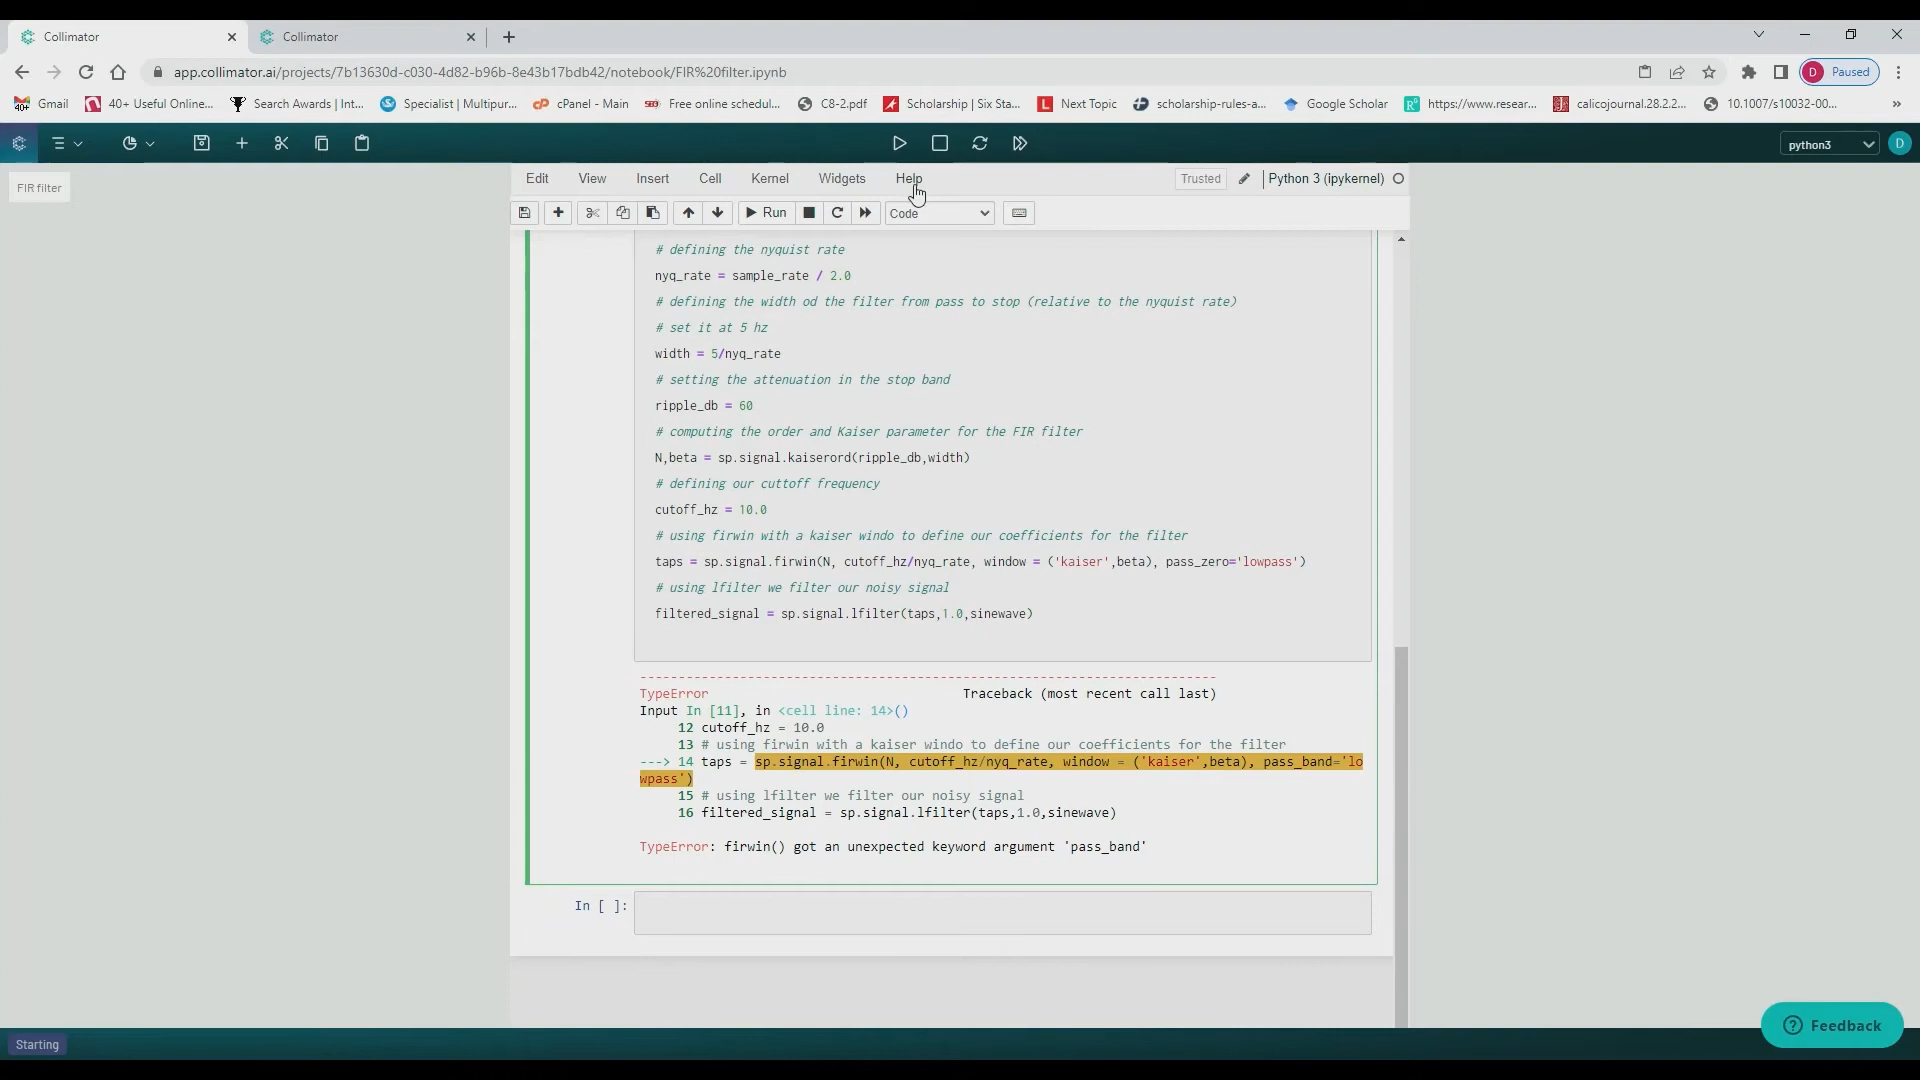 Collimator
Collimator
app.collimator.ai/projects/7b13630d-c030-4d82-b96b-8e43b17bdb42/notebook/FIR%20filter.ipynb
D Paused
40+ Gmail
40+ Useful Online...
Search Awards | Int...
Specialist | Multipur...
cPanel - Main
Free online schedul...
C8-2.pdf
Scholarship | Six Sta...
Next Topic
scholarship-rules-a...
Google Scholar
https://www.resear...
calicojournal.28.2.2...
10.1007/s10032-00...
»
python3
D
FIR filter
Edit View Insert Cell Kernel Widgets Help
Trusted
Python 3 (ipykernel)
Run
Code
# defining the nyquist rate
nyq_rate = sample_rate / 2.0
# defining the width od the filter from pass to stop (relative to the nyquist rate)
# set it at 5 hz
width = 5/nyq_rate
# setting the attenuation in the stop band
ripple_db = 60
# computing the order and Kaiser parameter for the FIR filter
N,beta = sp.signal.kaiserord(ripple_db,width)
# defining our cuttoff frequency
cutoff_hz = 10.0
# using firwin with a kaiser windo to define our coefficients for the filter
taps = sp.signal.firwin(N, cutoff_hz/nyq_rate, window = ('kaiser',beta), pass_zero='lowpass')
# using lfilter we filter our noisy signal
filtered_signal = sp.signal.lfilter(taps,1.0,sinewave)
---------------------------------------------------------------------------
TypeError Traceback (most recent call last)
Input In [11], in <cell line: 14>()
12 cutoff_hz = 10.0
13 # using firwin with a kaiser windo to define our coefficients for the filter
---> 14 taps = sp.signal.firwin(N, cutoff_hz/nyq_rate, window = ('kaiser',beta), pass_band='lo
wpass')
15 # using lfilter we filter our noisy signal
16 filtered_signal = sp.signal.lfilter(taps,1.0,sinewave)
TypeError: firwin() got an unexpected keyword argument 'pass_band'
In [ ]:
Feedback
Starting